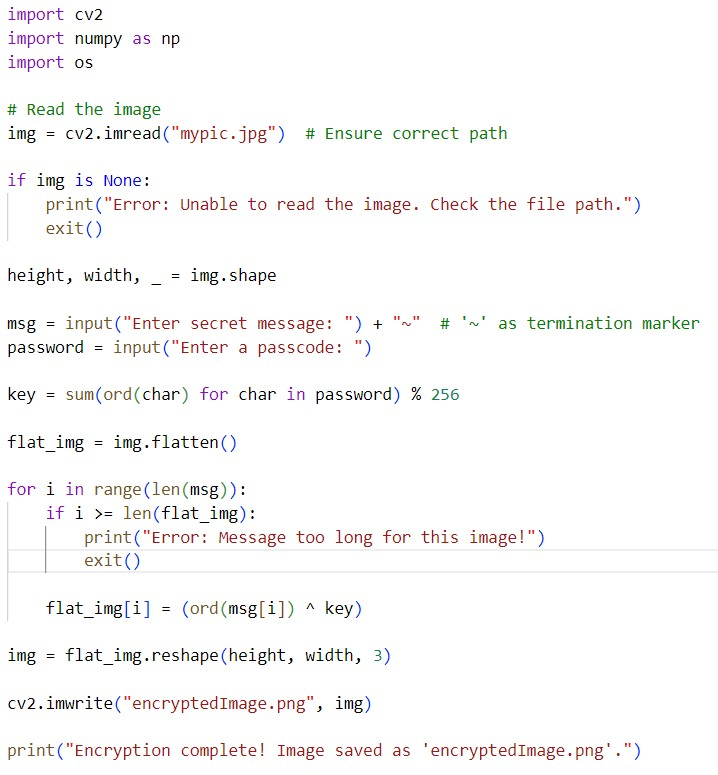 import cv2
import numpy as np
import os
# Read the image
img = cv2.imread("mypic.jpg")  # Ensure correct path
if img is None:
    print("Error: Unable to read the image. Check the file path.")
    exit()
height, width, _ = img.shape
msg = input("Enter secret message: ") + "~"  # '~' as termination marker
password = input("Enter a passcode: ")
key = sum(ord(char) for char in password) % 256
flat_img = img.flatten()
for i in range(len(msg)):
    if i >= len(flat_img):
        print("Error: Message too long for this image!")
        exit()
    flat_img[i] = (ord(msg[i]) ^ key)
img = flat_img.reshape(height, width, 3)
cv2.imwrite("encryptedImage.png", img)
print("Encryption complete! Image saved as 'encryptedImage.png'.")